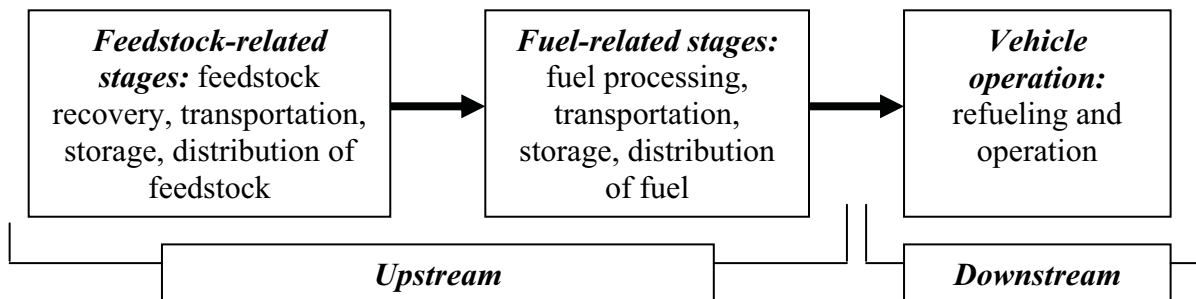 Feedstock-related
stages: feedstock
recovery, transportation,
storage, distribution of
feedstock
Fuel-related stages:
fuel processing,
transportation,
storage, distribution
of fuel
Vehicle
operation:
refueling and
operation
Upstream
Downstream